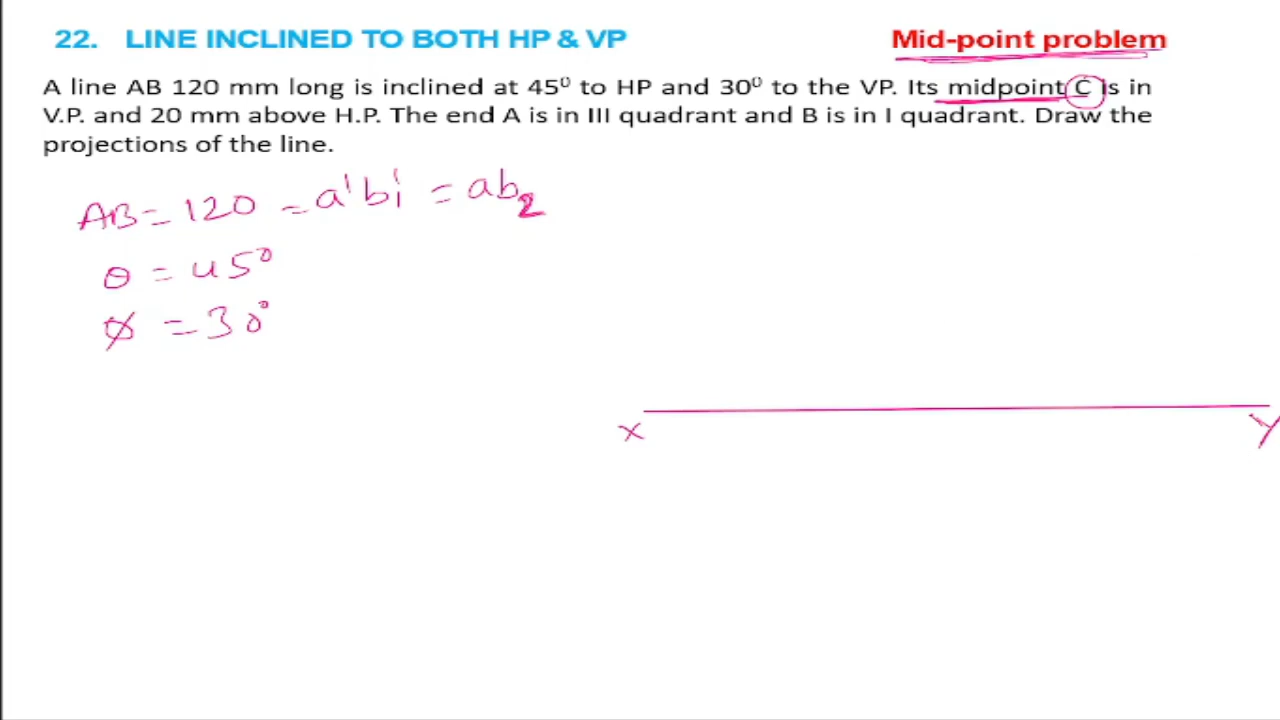 22. LINE INCLINED TO BOTH HP & VP
Mid-point problem
A line AB 120 mm long is inclined at 45⁰ to HP and 30⁰ to the VP. Its midpoint C is in
V.P. and 20 mm above H.P. The end A is in III quadrant and B is in I quadrant. Draw the
projections of the line.
AB = 120 = a'b₁' = ab₂
θ = 45°
ϕ = 30°
X
Y